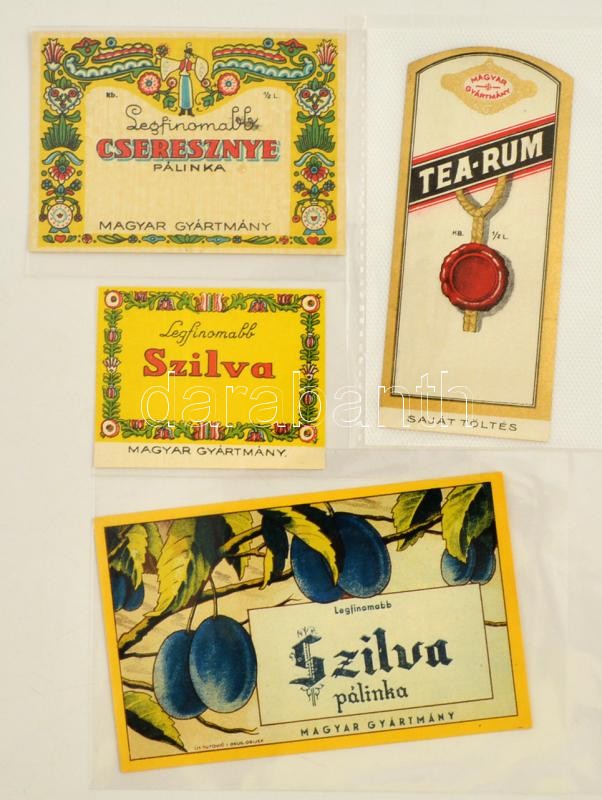 Kb. ½ L.
Legfinomabb
CSERESZNYE
PÁLINKA
MAGYAR GYÁRTMÁNY
MAGYAR
GYÁRTMÁNY
TEA-RUM
KB. ½ L.
SAJÁT TÖLTÉS
Legfinomabb
Szilva
MAGYAR GYÁRTMÁNY.
darabanth
Legfinomabb
Szilva
pálinka
MAGYAR GYÁRTMÁNY